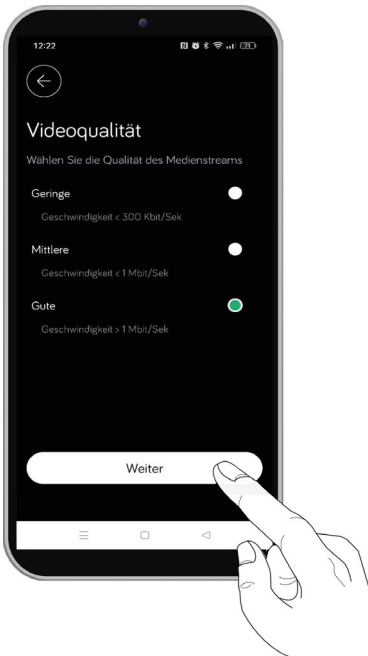 12:22
71
Videoqualität
Wählen Sie die Qualität des Medienstreams
Geringe
Geschwindigkeit < 300 Kbit/Sek
Mittlere
Geschwindigkeit < 1 Mbit/Sek
Gute
Geschwindigkeit > 1 Mbit/Sek
Weiter